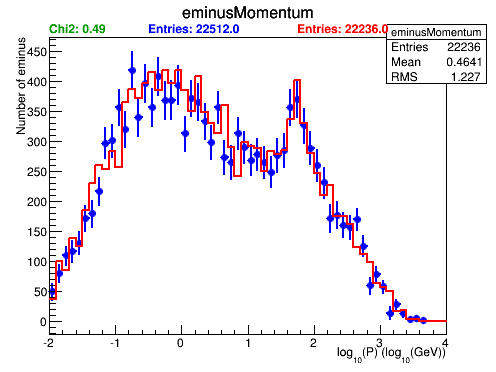 eminusMomentum
Chi2: 0.49 Entries: 22512.0 Entries: 22236.0
eminusMomentum
Entries 22236
Mean 0.4641
RMS 1.227
Number of eminus
450
400
350
300
250
200
150
100
50
0
-2 -1 0 1 2 3 4
log10(P) (log10(GeV))